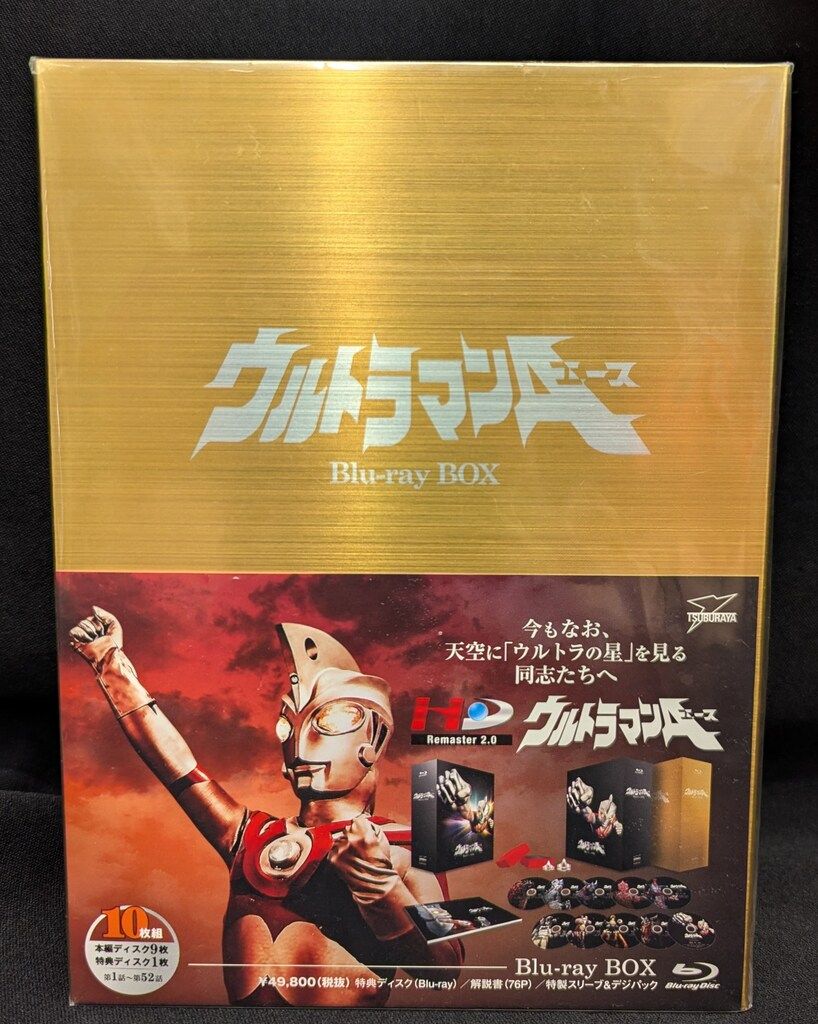 ウルトラマンA
エース
Blu-ray BOX
TSUBURAYA
今もなお、
天空に「ウルトラの星」を見る
同志たちへ
HD
Remaster 2.0
ウルトラマンA
エース
10枚組
本編ディスク9枚
特典ディスク1枚
第1話~第52話
Blu-ray BOX
Blu-ray Disc
¥49,800(税抜) 特典ディスク(Blu-ray)/解説書(76P)/特製スリーブ&デジパック